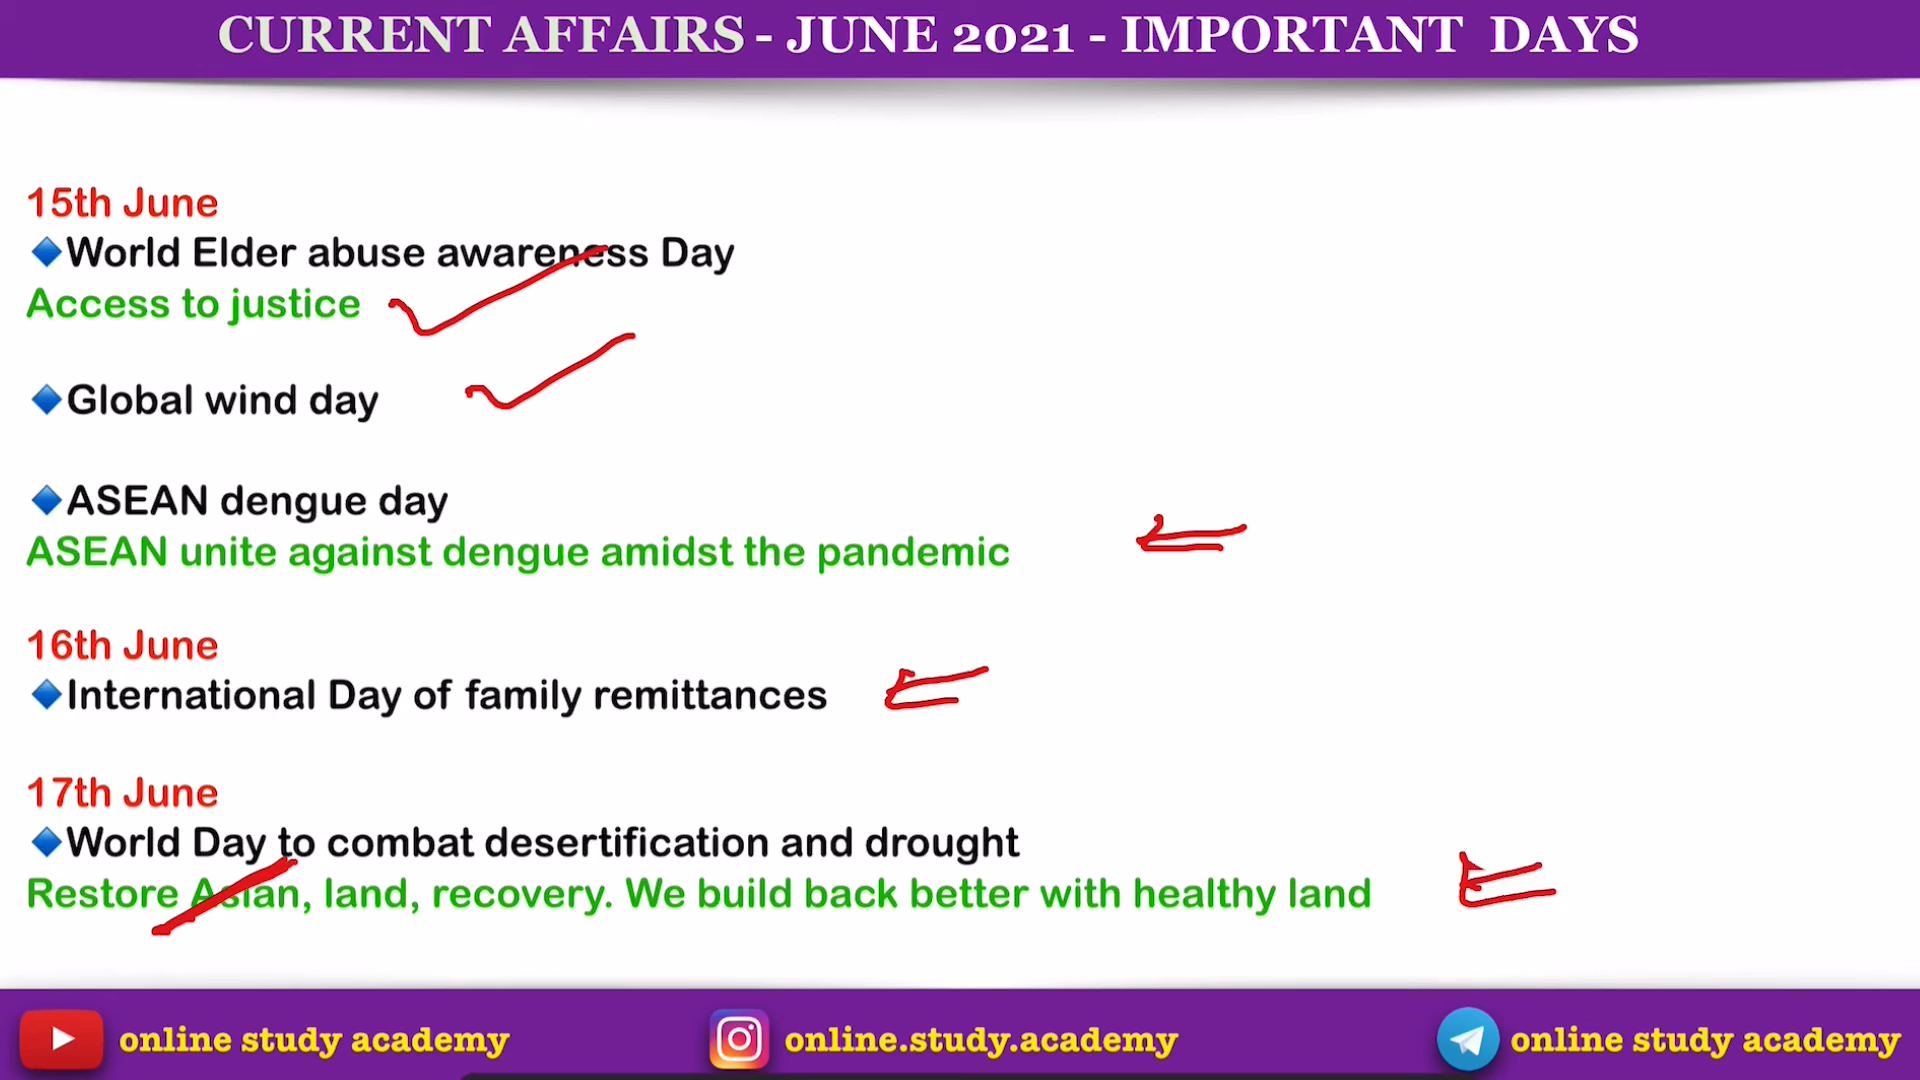 CURRENT AFFAIRS - JUNE 2021 - IMPORTANT DAYS
15th June
World Elder abuse awareness Day
Access to justice
Global wind day
ASEAN dengue day
ASEAN unite against dengue amidst the pandemic
16th June
International Day of family remittances
17th June
World Day to combat desertification and drought
Restore Asian, land, recovery. We build back better with healthy land
online study academy
online.study.academy
online study academy